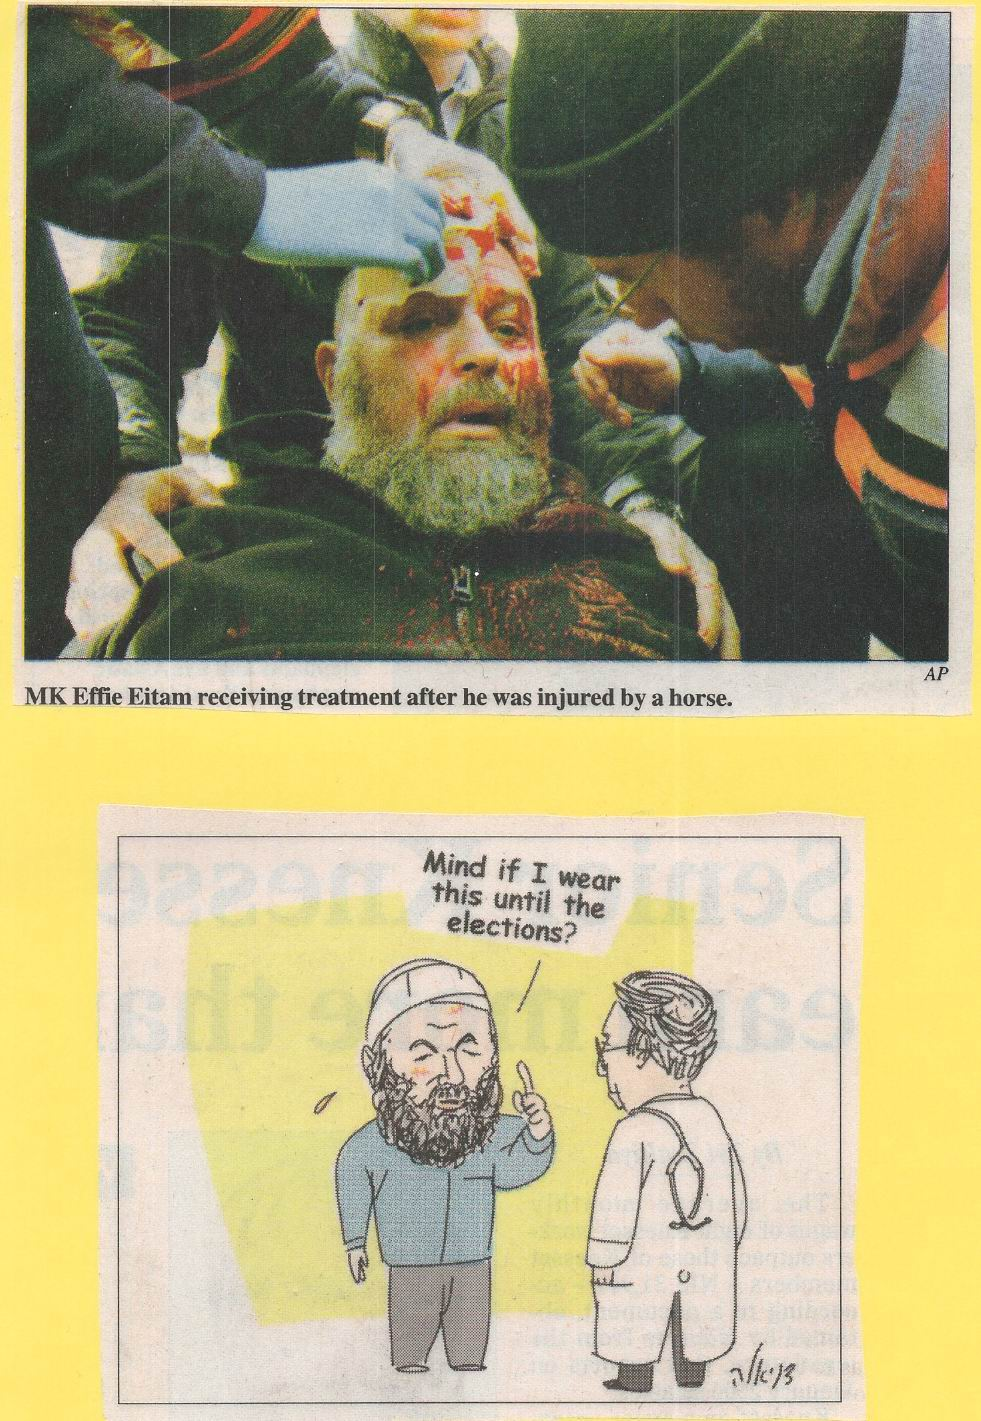 AP
MK Effie Eitam receiving treatment after he was injured by a horse.
Mind if I wear
this until the
elections?
דניאלה